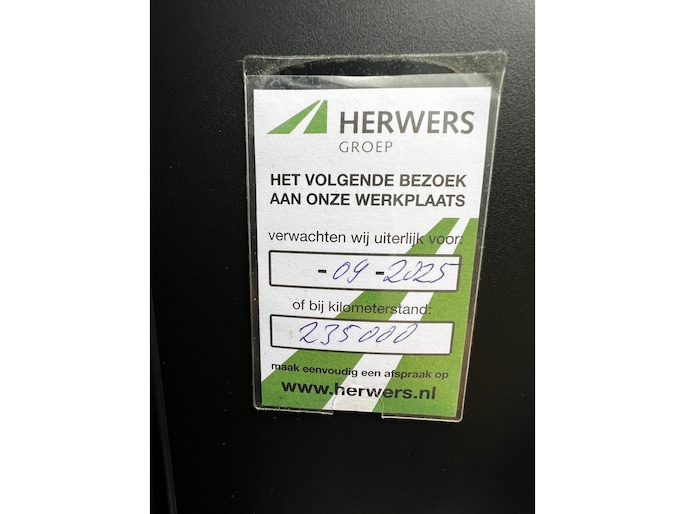 HERWERS
GROEP
HET VOLGENDE BEZOEK
AAN ONZE WERKPLAATS
verwachten wij uiterlijk voor:
-09-2025
of bij kilometerstand:
235000
maak eenvoudig een afspraak op
www.herwers.nl